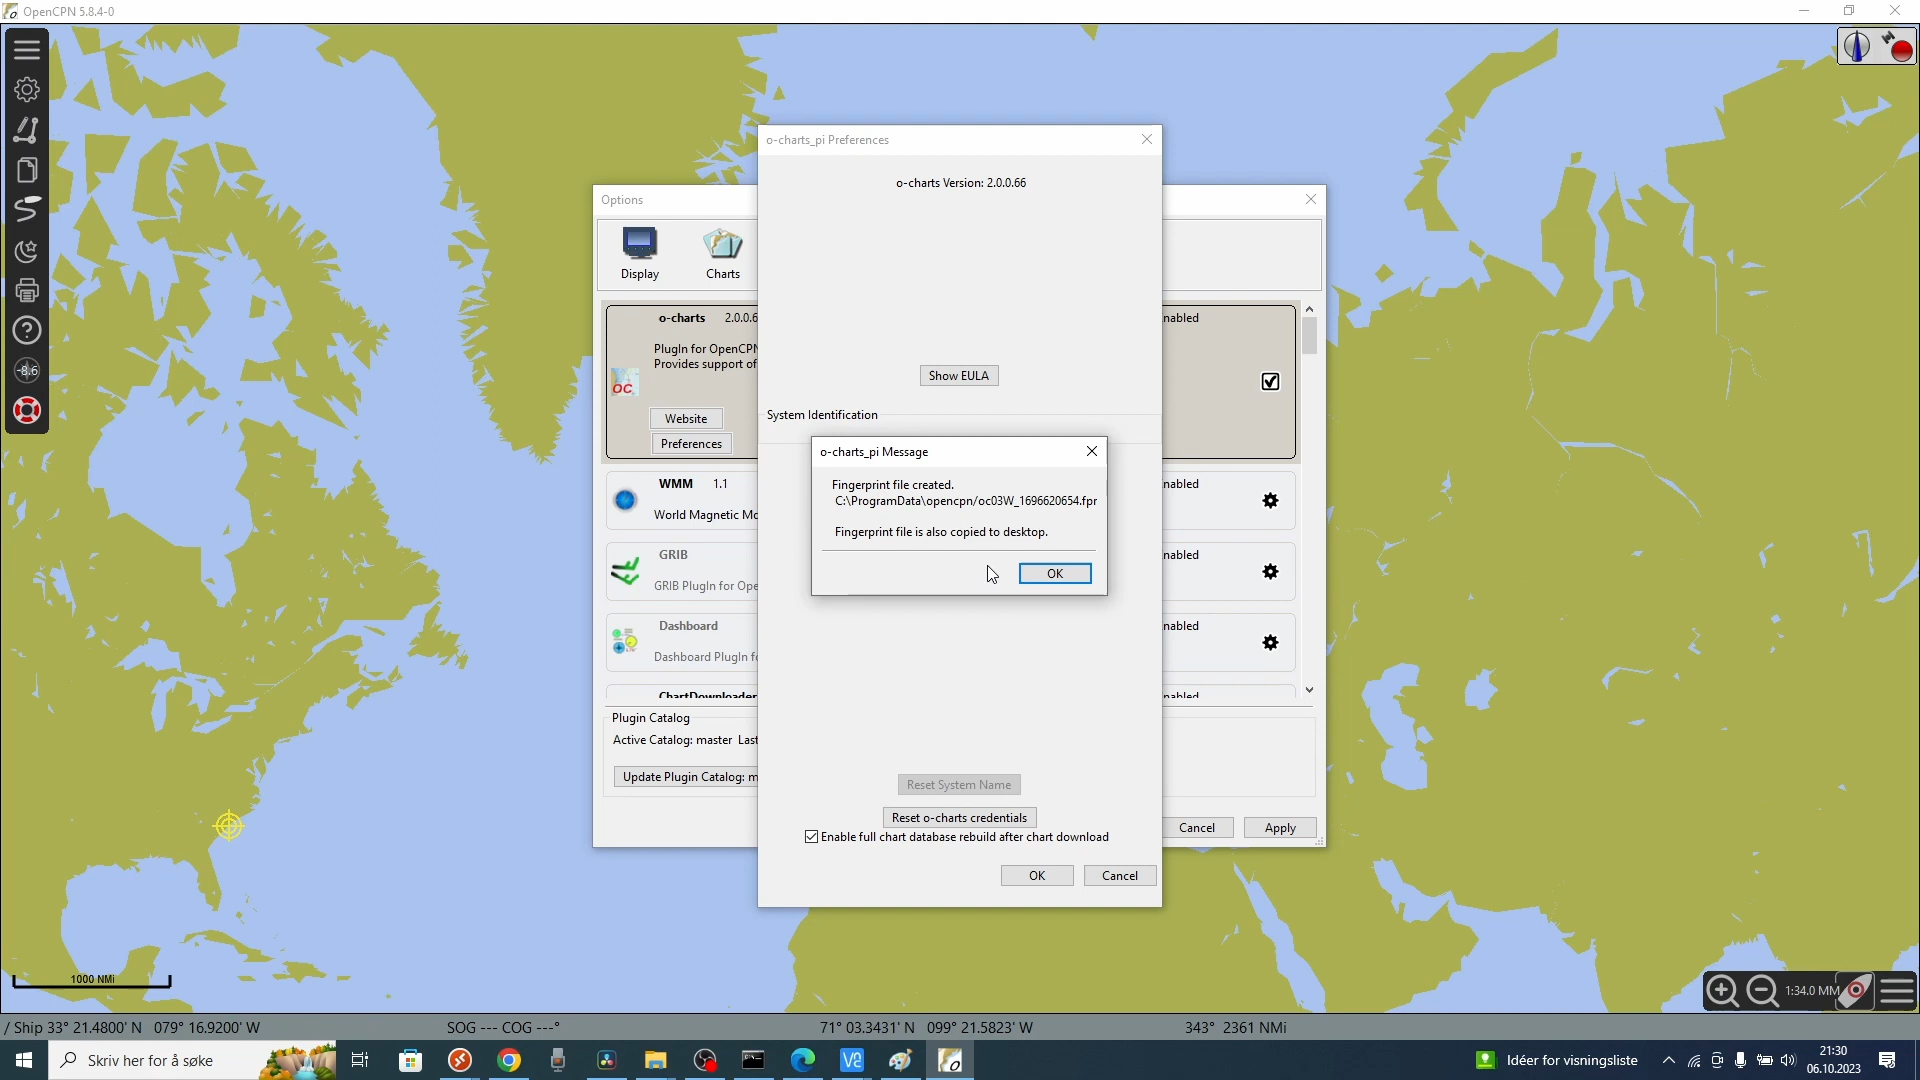 OpenCPN 5.8.4-0
o-charts_pi Preferences
o-charts Version: 2.0.0.66
Show EULA
System Identification
Options
Display
Charts
o-charts 2.0.0.6
nabled
PlugIn for OpenCPN
Provides support of
OC
Website
Preferences
o-charts_pi Message
Fingerprint file created.
C:\ProgramData\opencpn/oc03W_1696620654.fpr
Fingerprint file is also copied to desktop.
OK
WMM 1.1
nabled
World Magnetic Mo
GRIB
nabled
GRIB PlugIn for Ope
Dashboard
nabled
Dashboard PlugIn fo
ChartDownloader
nabled
Plugin Catalog
Active Catalog: master Last
Update Plugin Catalog: m
Reset System Name
Reset o-charts credentials
Enable full chart database rebuild after chart download
OK
Cancel
Cancel
Apply
-8.6
1000 NMi
1:34.0 MM
/ Ship 33° 21.4800' N 079° 16.9200' W
SOG --- COG ---°
71° 03.3431' N 099° 21.5823' W
343° 2361 NMi
Skriv her for å søke
Idéer for visningsliste
21:30
06.10.2023